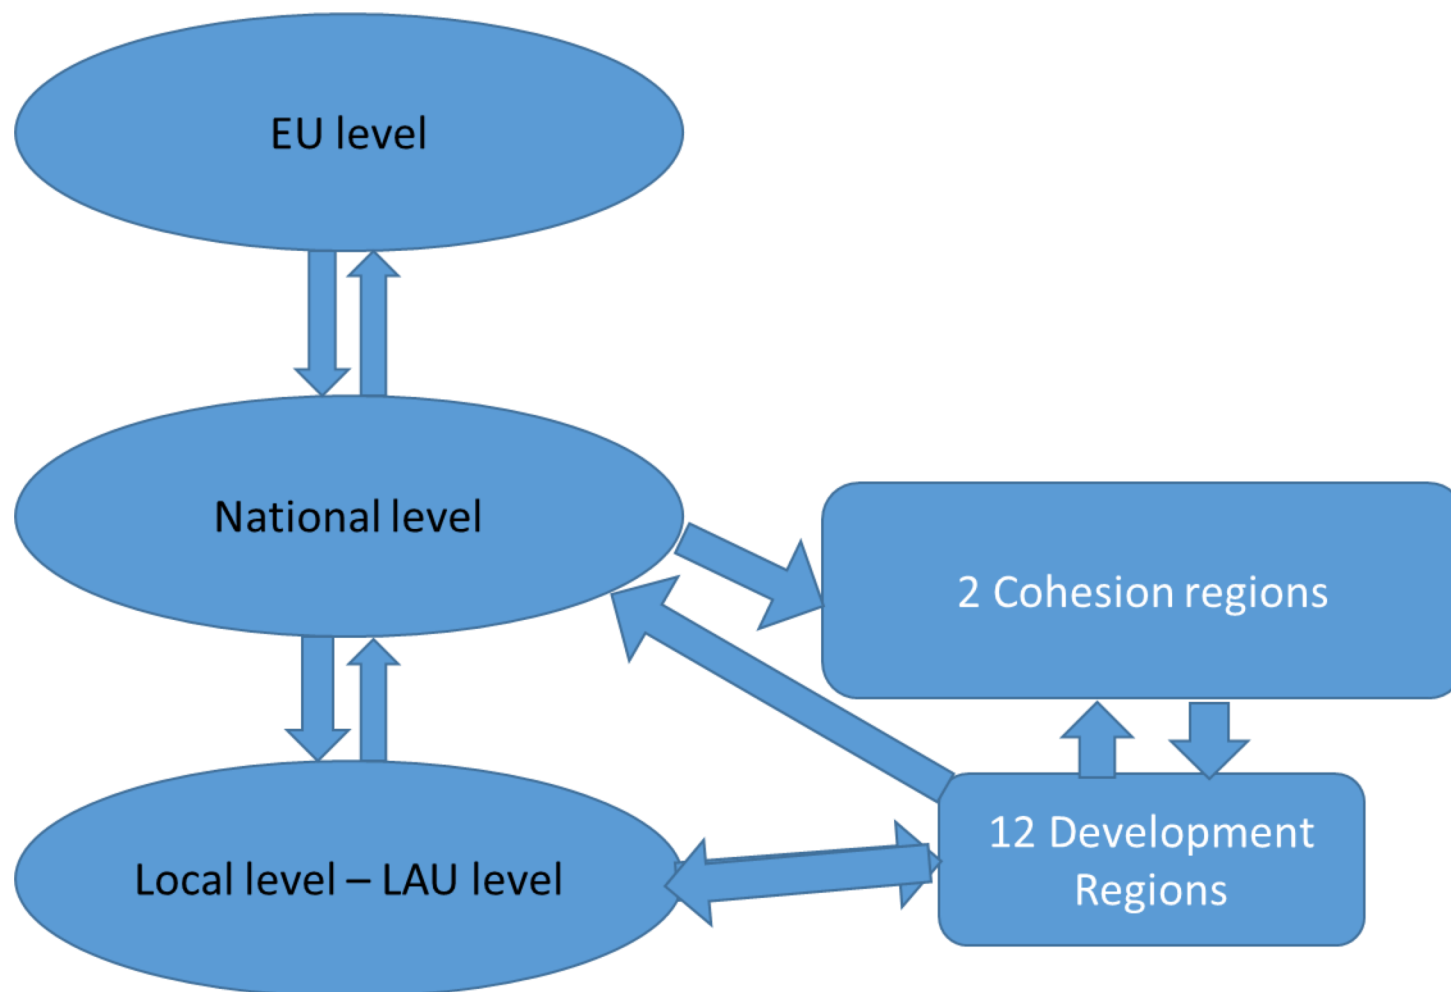 EU level
National level
2 Cohesion regions
12 Development
Regions
Local level – LAU level